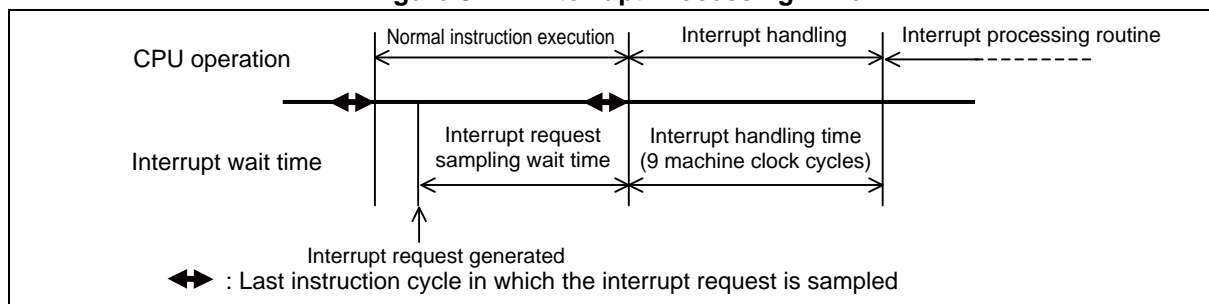 Normal instruction execution
Interrupt handling
Interrupt processing routine
CPU operation
Interrupt wait time
Interrupt request
sampling wait time
Interrupt handling time
(9 machine clock cycles)
Interrupt request generated
: Last instruction cycle in which the interrupt request is sampled